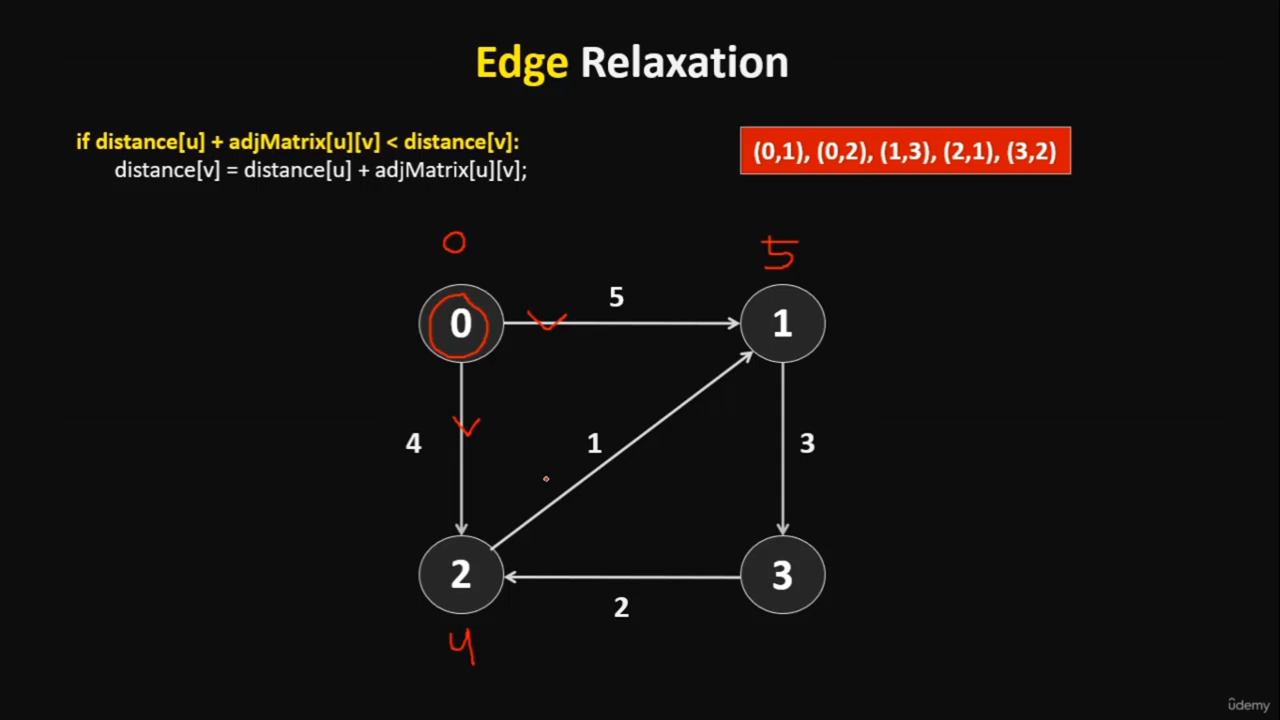 Edge Relaxation
if distance[u] + adjMatrix[u][v] < distance[v]:
distance[v] = distance[u] + adjMatrix[u][v];
(0,1), (0,2), (1,3), (2,1), (3,2)
0
5
0
5
1
4
1
3
2
3
2
4
ûdemy